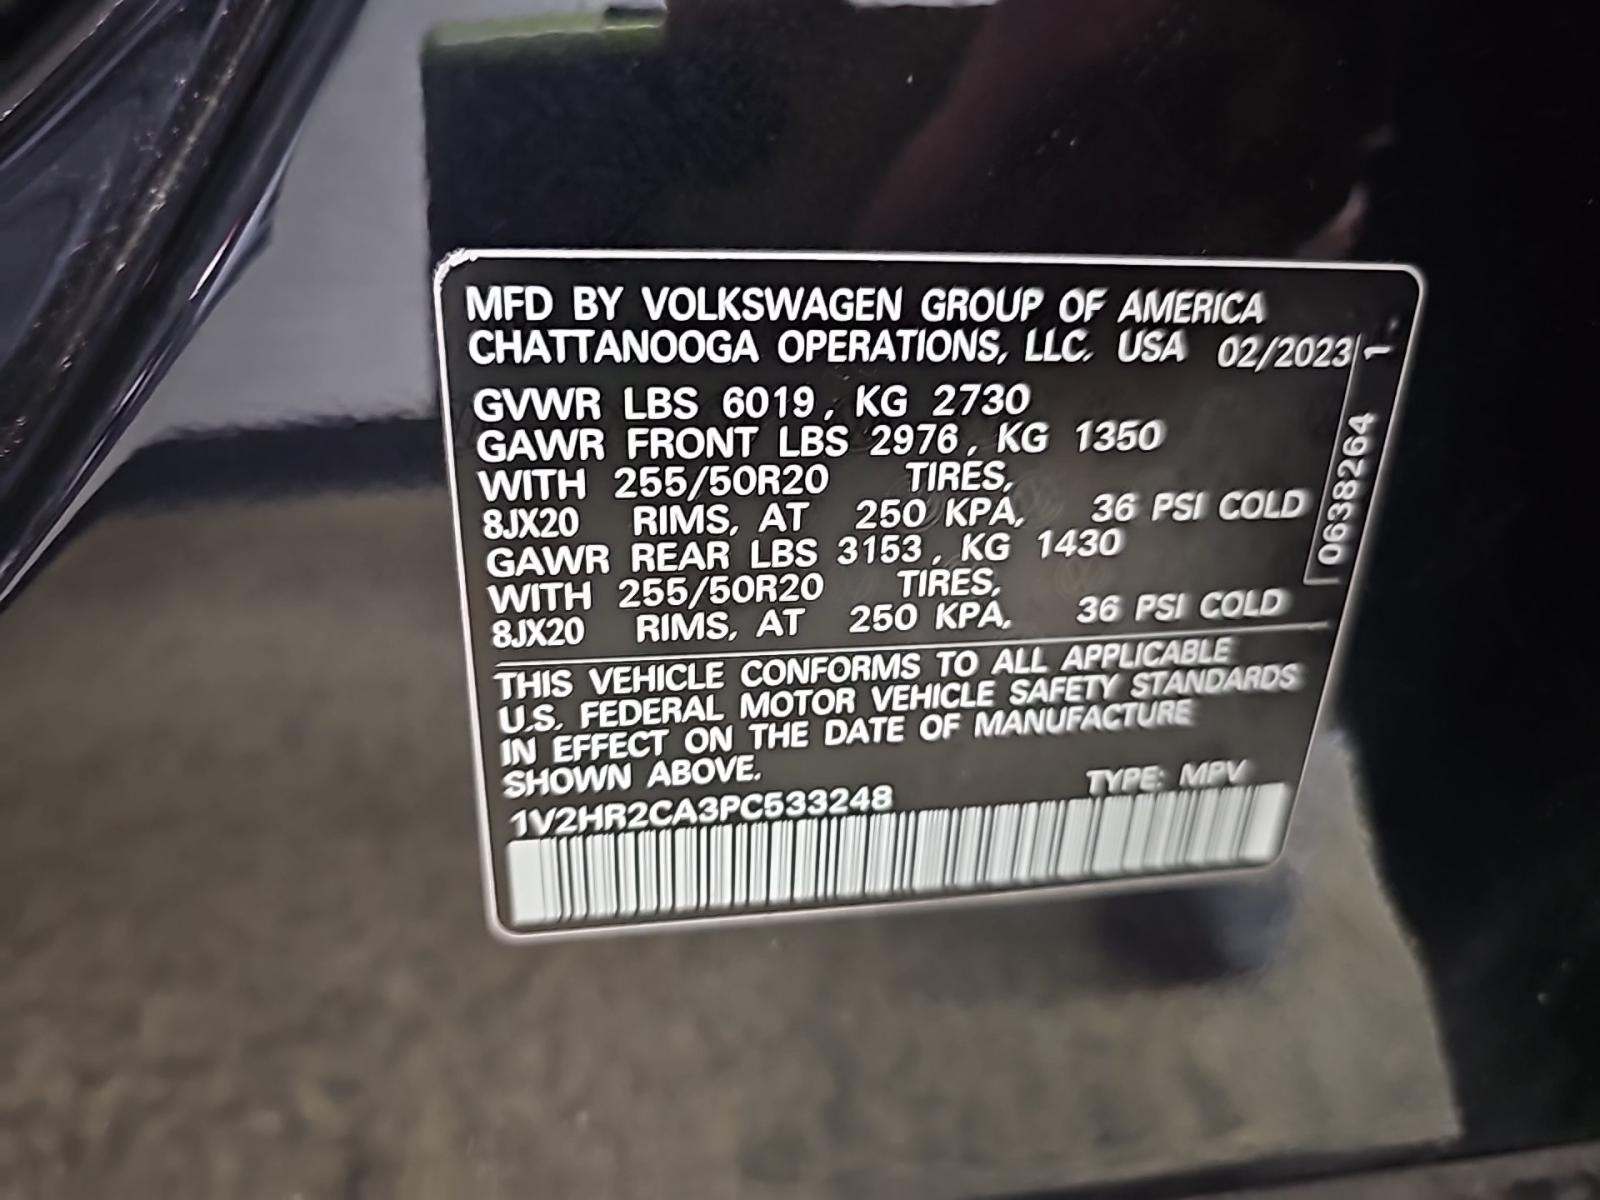 MFD BY VOLKSWAGEN GROUP OF AMERICA
CHATTANOOGA OPERATIONS, LLC. USA 02/2023
GVWR LBS 6019, KG 2730
GAWR FRONT LBS 2976, KG 1350
WITH 255/50R20 TIRES,
8JX20 RIMS, AT 250 KPA, 36 PSI COLD
GAWR REAR LBS 3153, KG 1430
WITH 255/50R20 TIRES,
8JX20 RIMS, AT 250 KPA, 36 PSI COLD
0638264 1
THIS VEHICLE CONFORMS TO ALL APPLICABLE
U.S. FEDERAL MOTOR VEHICLE SAFETY STANDARDS
IN EFFECT ON THE DATE OF MANUFACTURE
SHOWN ABOVE.
1V2HR2CA3PC533248 TYPE: MPV